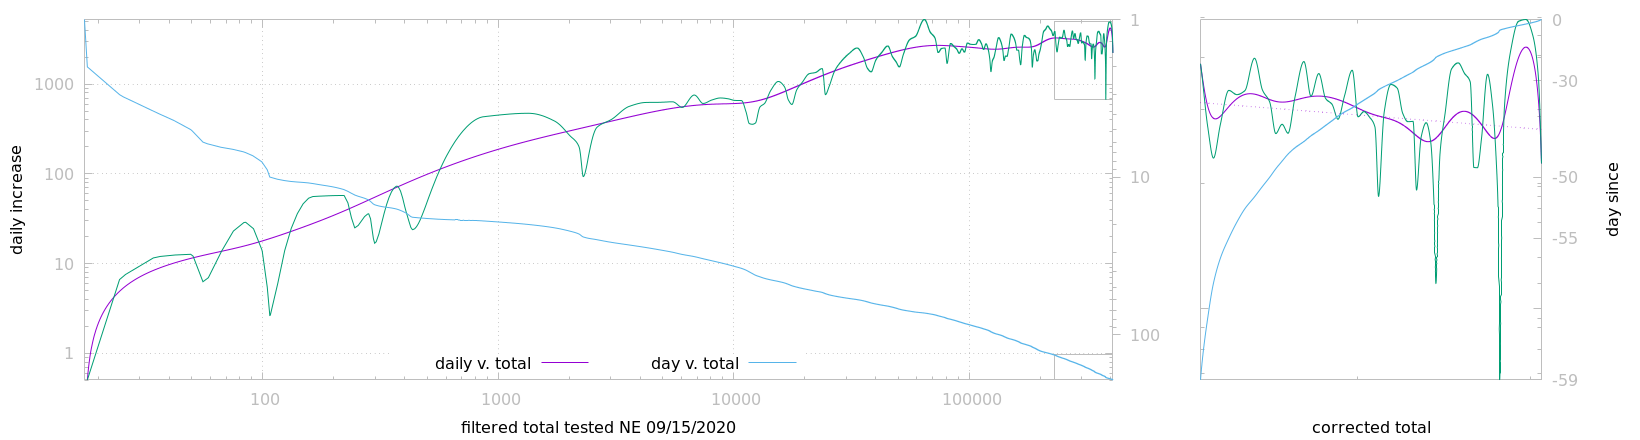 daily increase
1000
100
10
1
100
1000
10000
100000
1
10
100
daily v. total
day v. total
filtered total tested NE 09/15/2020
0
-30
-50
-55
-59
day since
corrected total